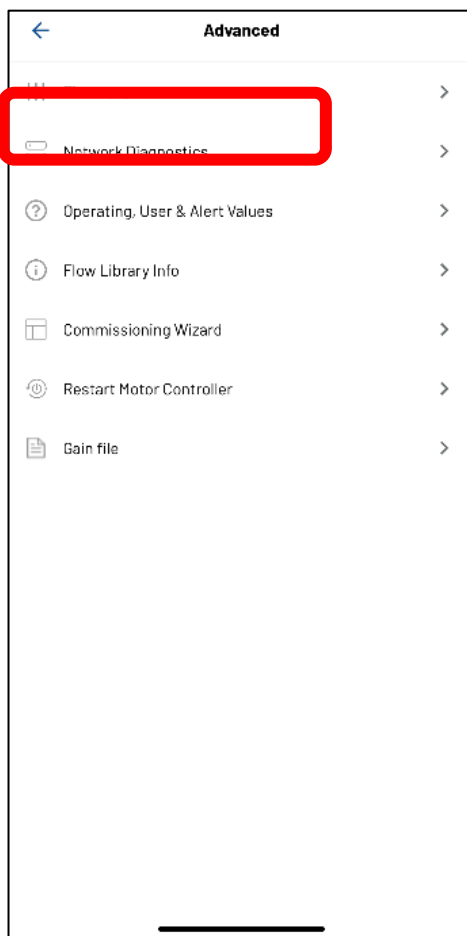 Advanced
Network Diagnostics
Operating, User & Alert Values
Flow Library Info
Commissioning Wizard
Restart Motor Controller
Gain file